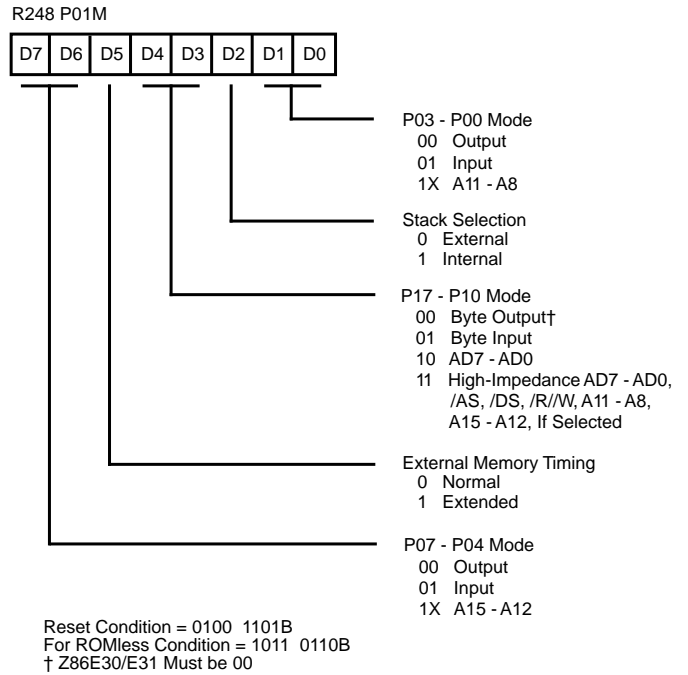 R248 P01M
D7 D6 D5 D4 D3 D2 D1 D0
P03 - P00 Mode
00 Output
01 Input
1X A11 - A8
Stack Selection
0 External
1 Internal
P17 - P10 Mode
00 Byte Output†
01 Byte Input
10 AD7 - AD0
11 High-Impedance AD7 - AD0,
/AS, /DS, /R//W, A11 - A8,
A15 - A12, If Selected
External Memory Timing
0 Normal
1 Extended
P07 - P04 Mode
00 Output
01 Input
1X A15 - A12
Reset Condition = 0100 1101B
For ROMless Condition = 1011 0110B
† Z86E30/E31 Must be 00